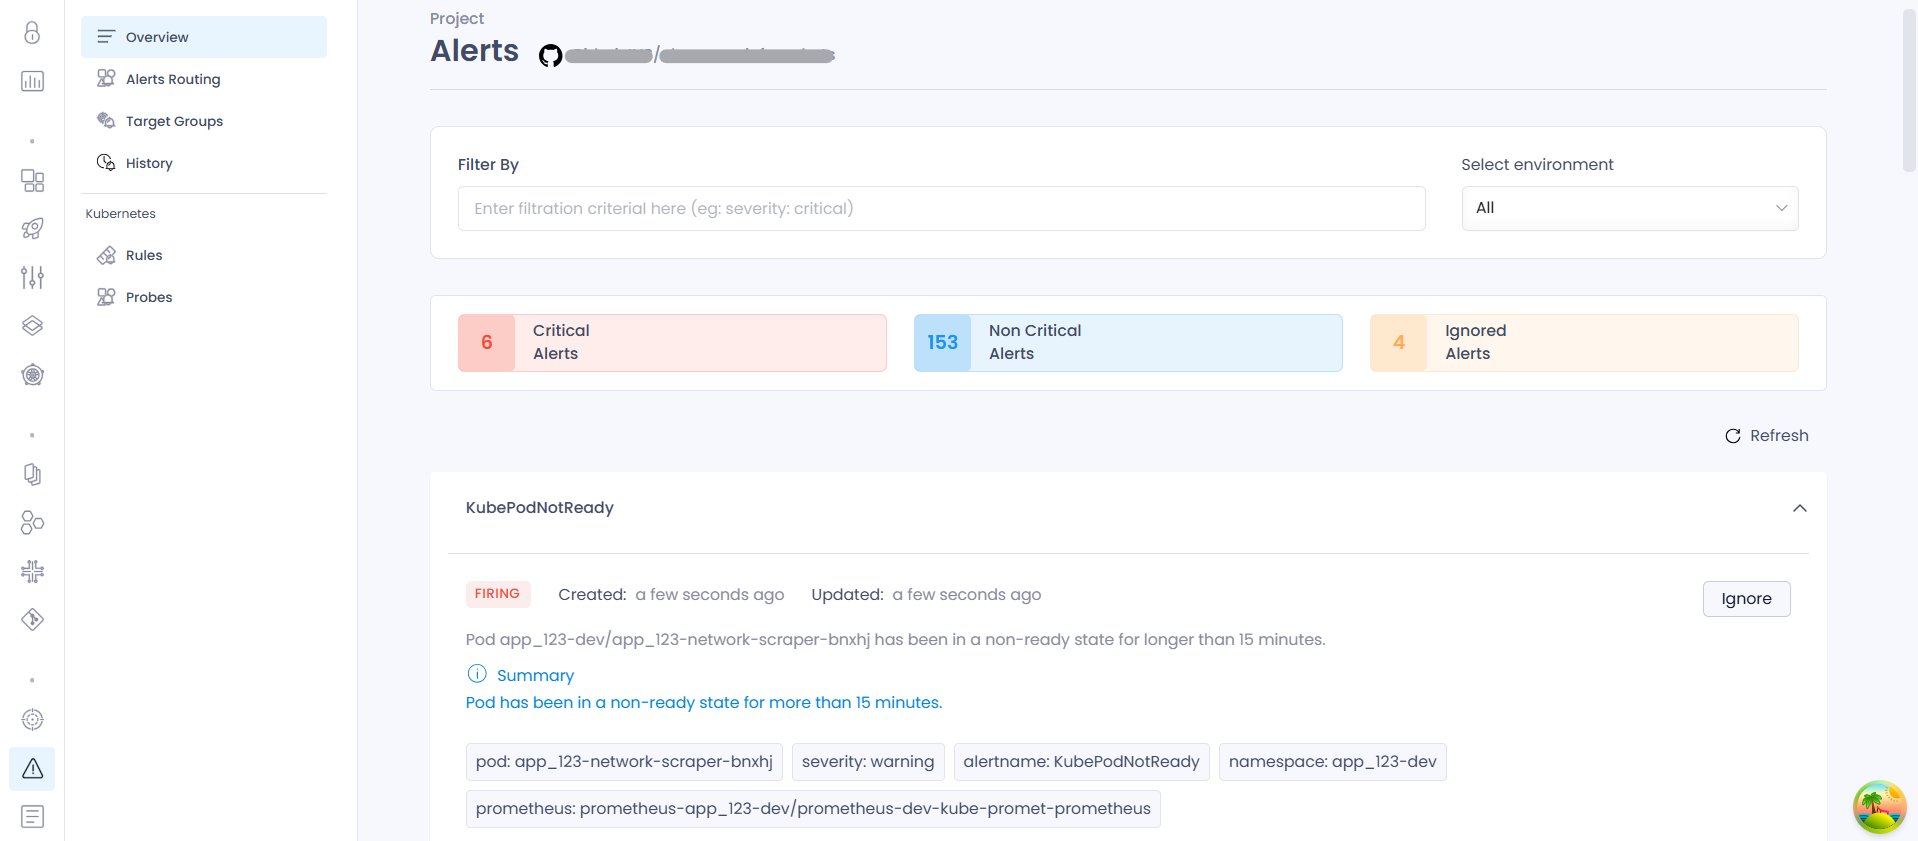 Overview
Alerts Routing
Target Groups
History
Kubernetes
Rules
Probes
Project
Alerts
/
Filter By
Enter filtration criterial here (eg: severity: critical)
Select environment
All
6 Critical Alerts
153 Non Critical Alerts
4 Ignored Alerts
Refresh
KubePodNotReady
FIRING Created: a few seconds ago Updated: a few seconds ago
Ignore
Pod app_123-dev/app_123-network-scraper-bnxhj has been in a non-ready state for longer than 15 minutes.
Summary
Pod has been in a non-ready state for more than 15 minutes.
pod: app_123-network-scraper-bnxhj severity: warning alertname: KubePodNotReady namespace: app_123-dev
prometheus: prometheus-app_123-dev/prometheus-dev-kube-promet-prometheus